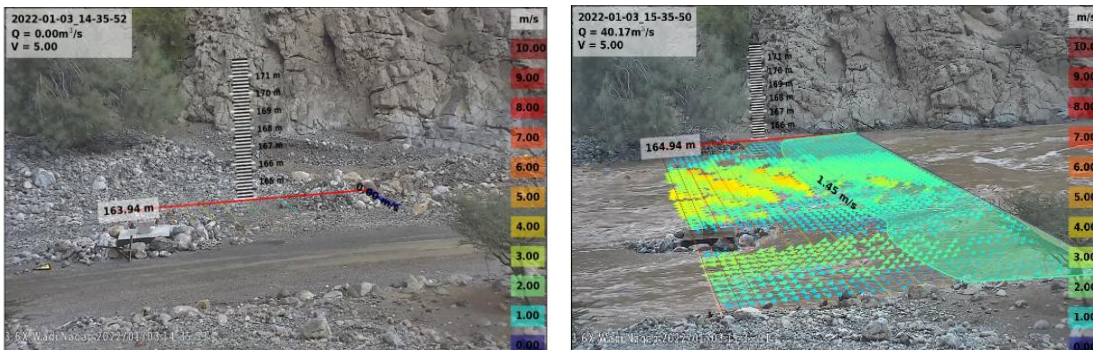 2022-01-03_14-35-52
Q = 0.00m³/s
V = 5.00
m/s
10.00
9.00
8.00
7.00
6.00
5.00
4.00
3.00
2.00
1.00
0.00
171 m
170 m
169 m
168 m
167 m
166 m
165 m
163.94 m
0.00 m/s
2022-01-03_15-35-50
Q = 40.17m³/s
V = 5.00
m/s
10.00
9.00
8.00
7.00
6.00
5.00
4.00
3.00
2.00
1.00
0.00
171 m
170 m
169 m
168 m
167 m
166 m
164.94 m
1.45 m/s